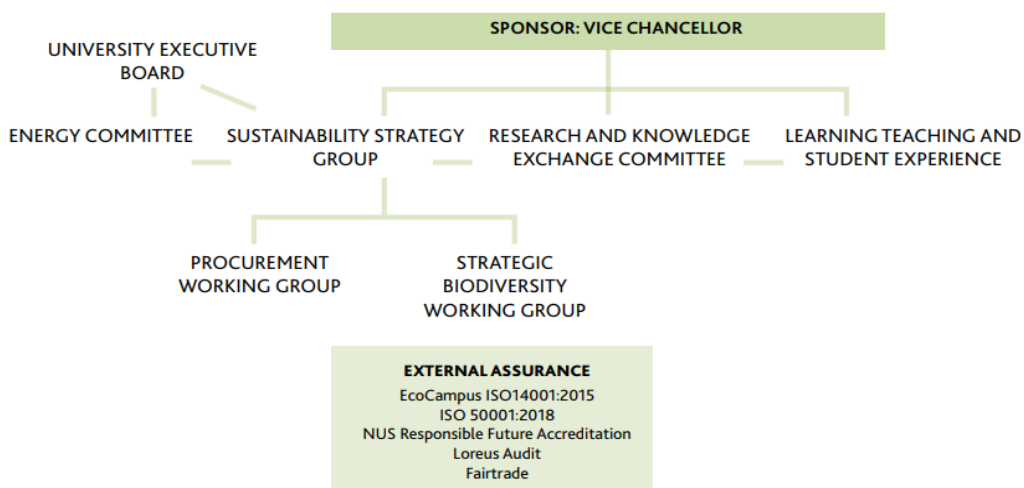 SPONSOR: VICE CHANCELLOR
UNIVERSITY EXECUTIVE
BOARD
ENERGY COMMITTEE
SUSTAINABILITY STRATEGY
GROUP
RESEARCH AND KNOWLEDGE
EXCHANGE COMMITTEE
LEARNING TEACHING AND
STUDENT EXPERIENCE
PROCUREMENT
WORKING GROUP
STRATEGIC
BIODIVERSITY
WORKING GROUP
EXTERNAL ASSURANCE
EcoCampus ISO14001:2015
ISO 50001:2018
NUS Responsible Future Accreditation
Loreus Audit
Fairtrade